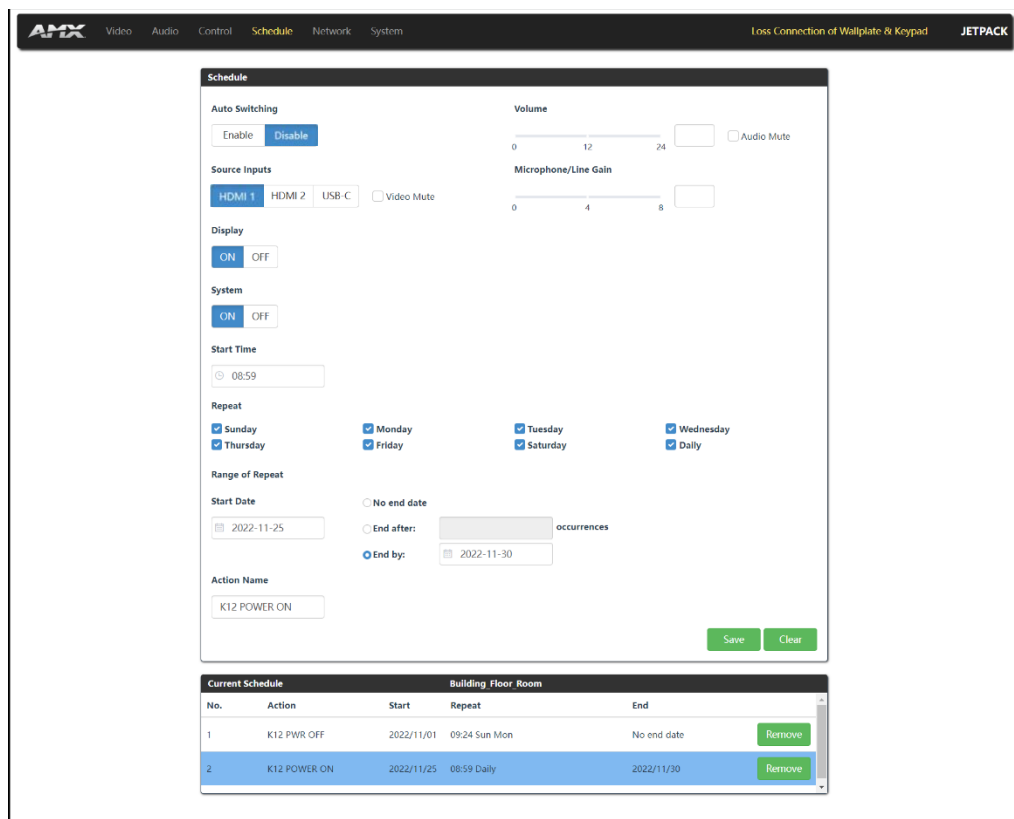 AMX Video Audio Control Schedule Network System Loss Connection of Wallplate & Keypad JETPACK
Schedule
Auto Switching Volume
Enable Disable Audio Mute
0 12 24
Source Inputs Microphone/Line Gain
HDMI 1 HDMI 2 USB-C Video Mute
0 4 8
Display
ON OFF
System
ON OFF
Start Time
08:59
Repeat
Sunday Monday Tuesday Wednesday
Thursday Friday Saturday Daily
Range of Repeat
Start Date No end date
2022-11-25 End after: occurrences
End by: 2022-11-30
Action Name
K12 POWER ON
Save Clear
Current Schedule Building_Floor_Room
No. Action Start Repeat End
1 K12 PWR OFF 2022/11/01 09:24 Sun Mon No end date Remove
2 K12 POWER ON 2022/11/25 08:59 Daily 2022/11/30 Remove